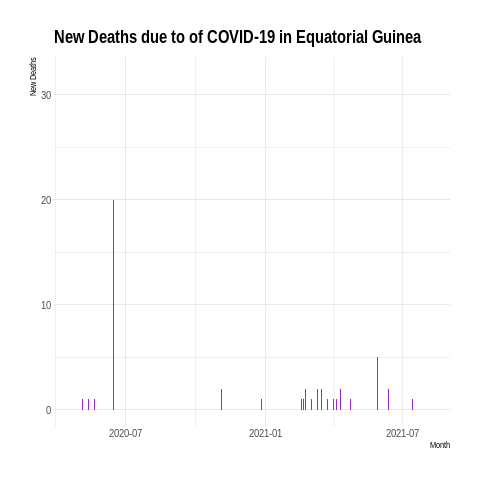 New Deaths due to of COVID-19 in Equatorial Guinea
New Deaths
30
20
10
0
2020-07 2021-01 2021-07
Month